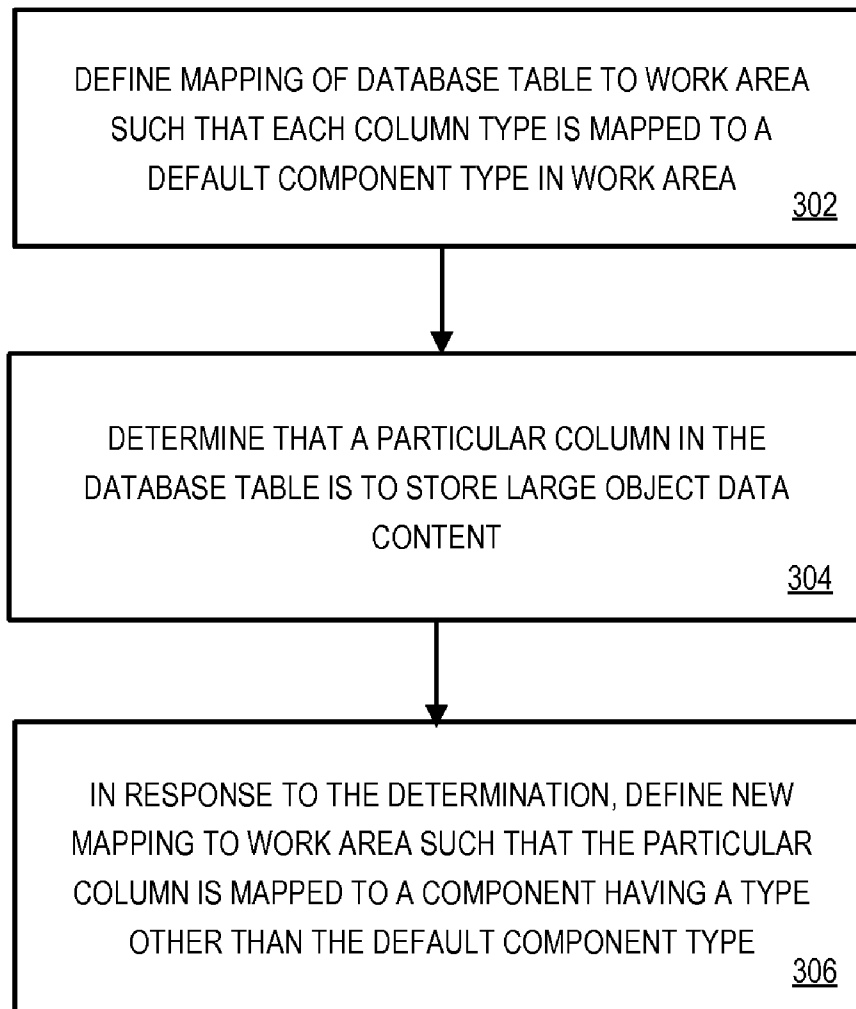 DEFINE MAPPING OF DATABASE TABLE TO WORK AREA
SUCH THAT EACH COLUMN TYPE IS MAPPED TO A
DEFAULT COMPONENT TYPE IN WORK AREA
302
DETERMINE THAT A PARTICULAR COLUMN IN THE
DATABASE TABLE IS TO STORE LARGE OBJECT DATA
CONTENT
304
IN RESPONSE TO THE DETERMINATION, DEFINE NEW
MAPPING TO WORK AREA SUCH THAT THE PARTICULAR
COLUMN IS MAPPED TO A COMPONENT HAVING A TYPE
OTHER THAN THE DEFAULT COMPONENT TYPE
306